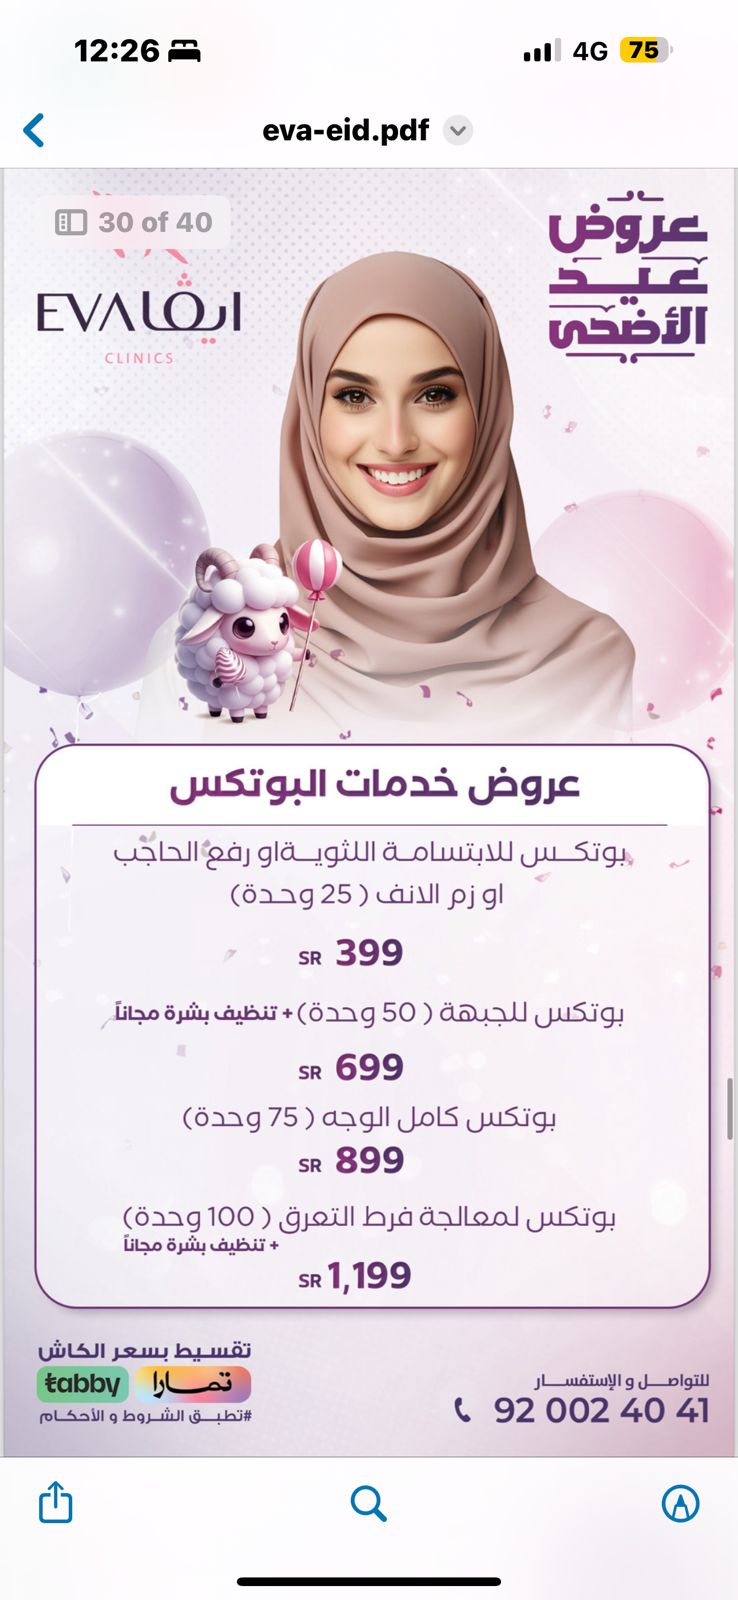 12:26
4G 75
eva-eid.pdf
30 of 40
EVA ايفا
CLINICS
عروض
عيد
الأضحى
عروض خدمات البوتكس
بوتكس للابتسامة اللثوية او رفع الحاجب
او زم الانف ( 25 وحدة)
SR 399
بوتكس للجبهة ( 50 وحدة) + تنظيف بشرة مجاناً
SR 699
بوتكس كامل الوجه ( 75 وحدة)
SR 899
بوتكس لمعالجة فرط التعرق ( 100 وحدة)
+ تنظيف بشرة مجاناً
SR 1,199
تقسيط بسعر الكاش
tabby تمارا
#تطبق الشروط و الأحكام
للتواصل و الإستفسار
92 002 40 41